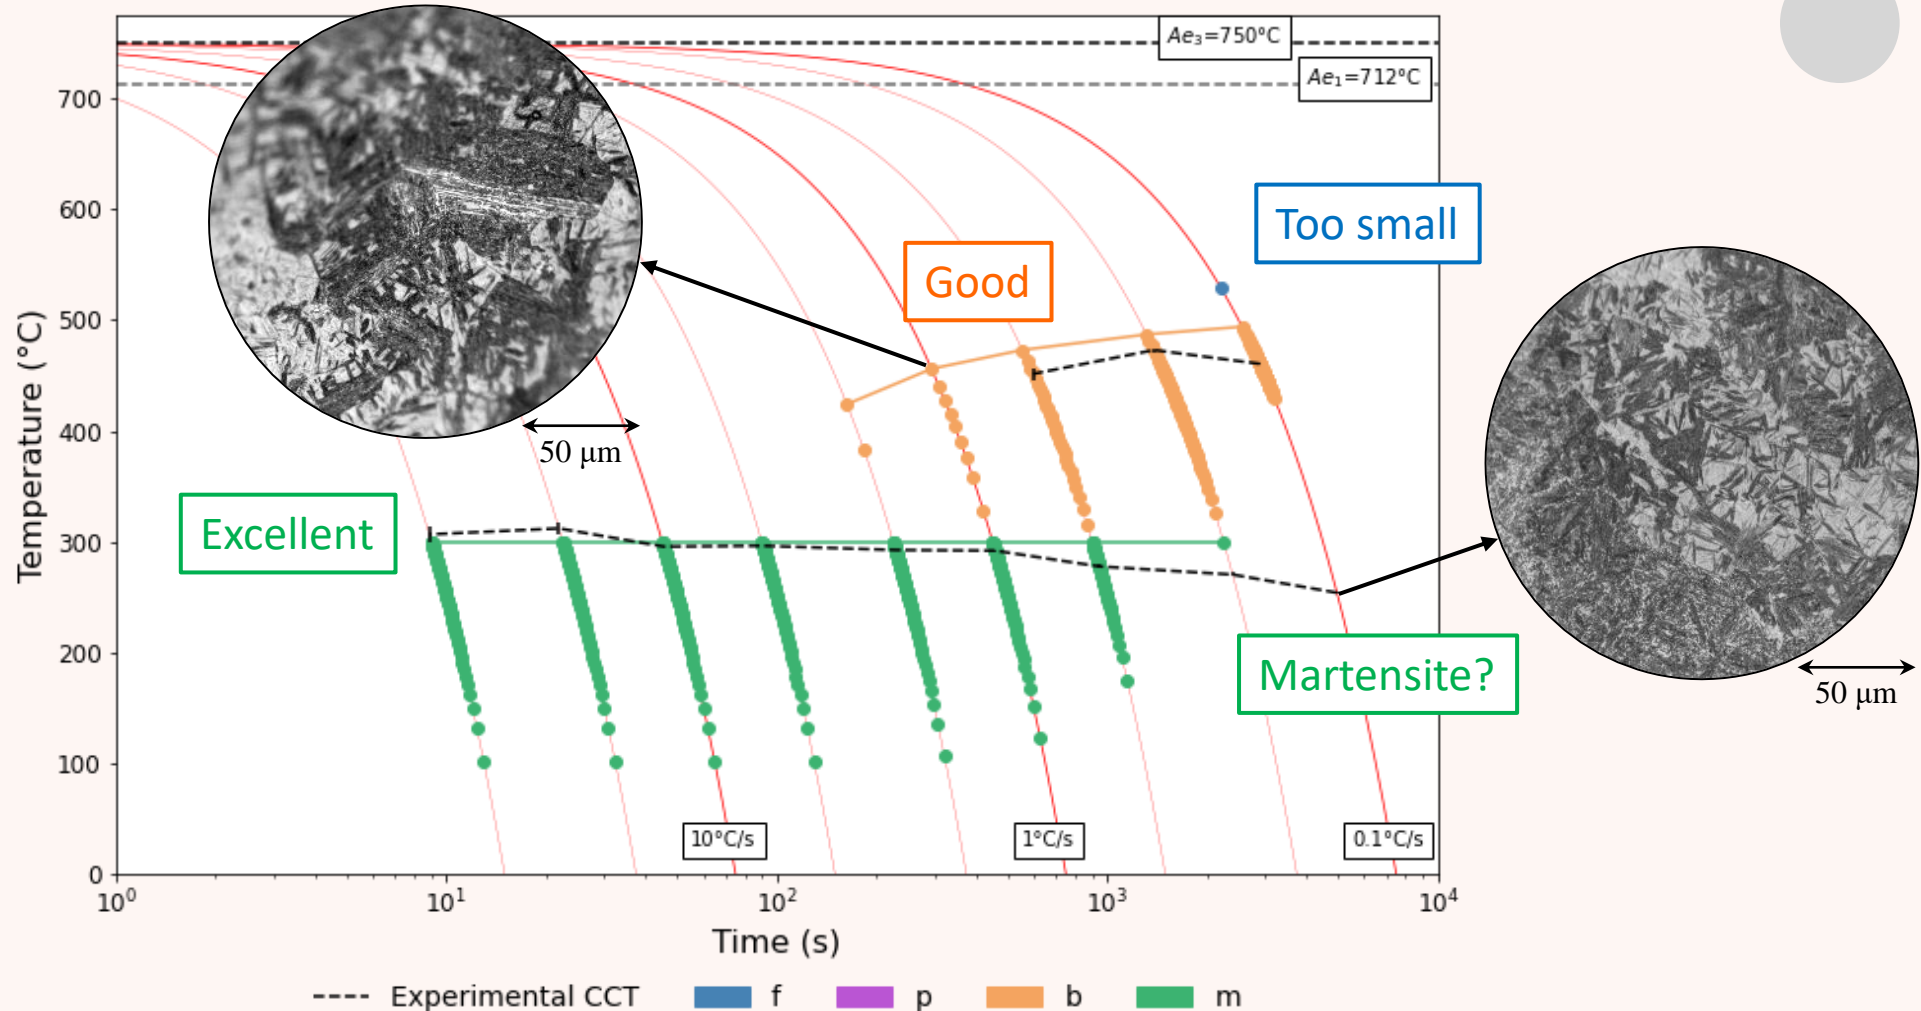 Ae₃=750°C
Ae₁=712°C
700
600
Too small
Good
500
400
50 μm
Excellent
300
200
Martensite?
50 μm
100
10°C/s
1°C/s
0.1°C/s
0
Temperature (°C)
10⁰
10¹
10²
10³
10⁴
Time (s)
Experimental CCT
f
p
b
m